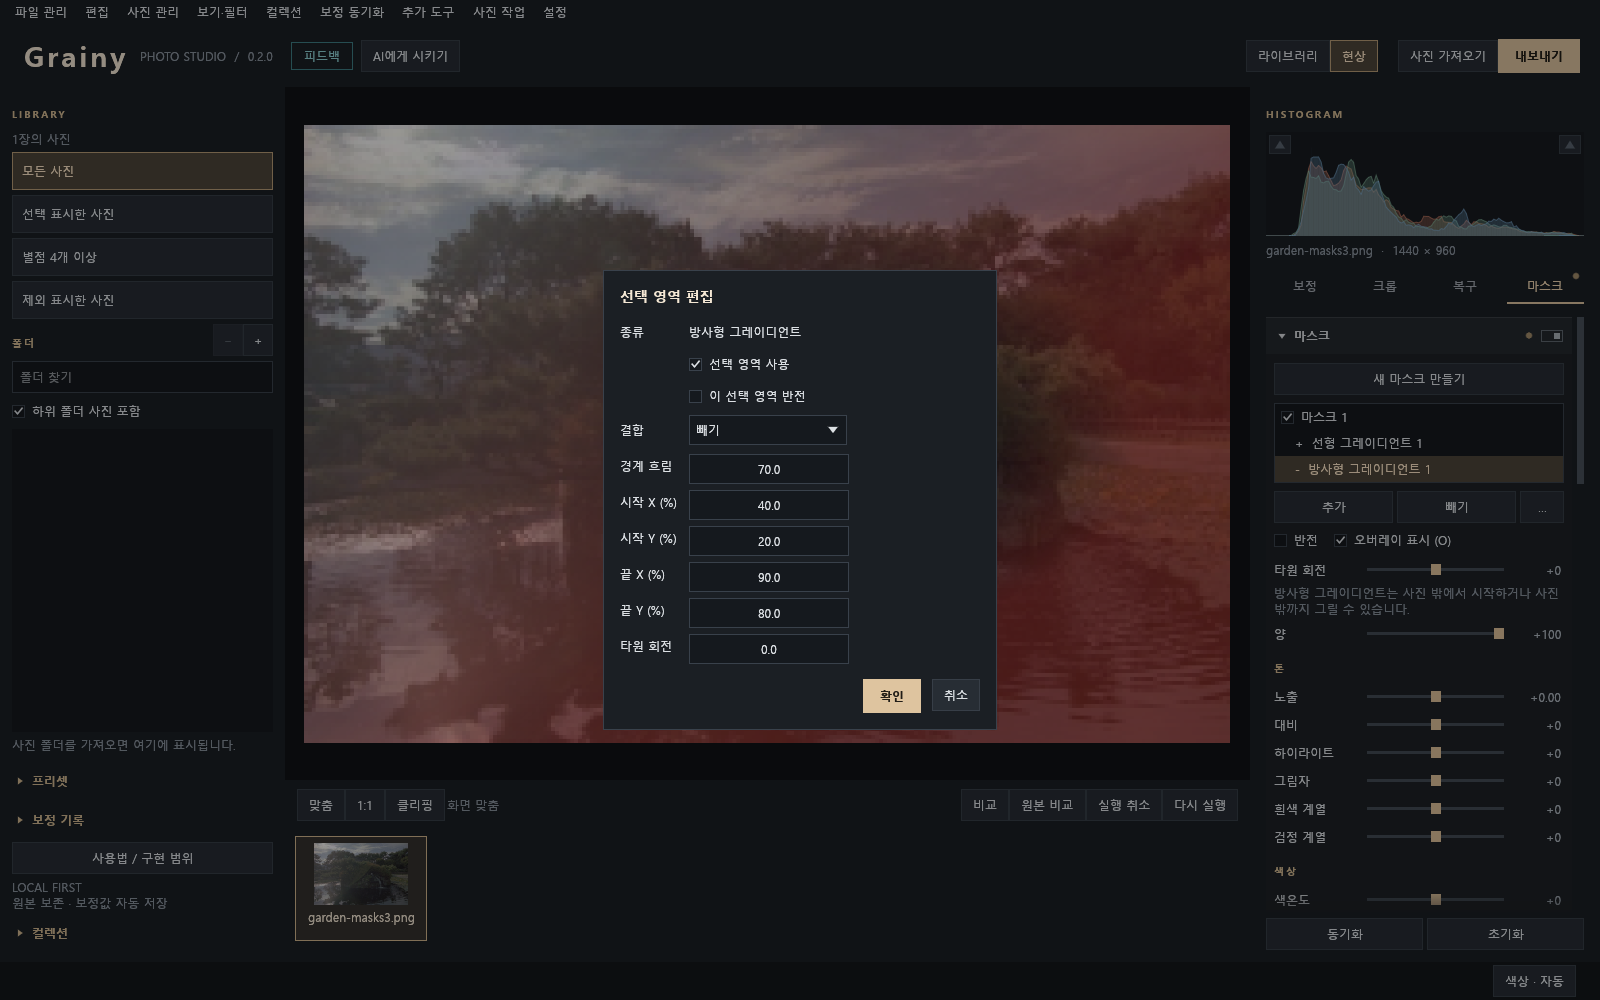 파일 관리 편집 사진 관리 보기·필터 컬렉션 보정 동기화 추가 도구 사진 작업 설정
Grainy PHOTO STUDIO / 0.2.0 피드백 AI에게 시키기 라이브러리 현상 사진 가져오기 내보내기
LIBRARY
1장의 사진
모든 사진
선택 표시한 사진
별점 4개 이상
제외 표시한 사진
폴더 - +
폴더 찾기
하위 폴더 사진 포함
사진 폴더를 가져오면 여기에 표시됩니다.
프리셋
보정 기록
사용법 / 구현 범위
LOCAL FIRST
원본 보존 · 보정값 자동 저장
컬렉션
선택 영역 편집
종류 방사형 그레이디언트
선택 영역 사용
이 선택 영역 반전
결합 빼기
경계 흐림 70.0
시작 X (%) 40.0
시작 Y (%) 20.0
끝 X (%) 90.0
끝 Y (%) 80.0
타원 회전 0.0
확인 취소
맞춤 1:1 클리핑 화면 맞춤 비교 원본 비교 실행 취소 다시 실행
garden-masks3.png
HISTOGRAM
garden-masks3.png · 1440 × 960
보정 크롭 복구 마스크
마스크
새 마스크 만들기
마스크 1
+ 선형 그레이디언트 1
- 방사형 그레이디언트 1
추가 빼기 ...
반전 오버레이 표시 (O)
타원 회전 +0
방사형 그레이디언트는 사진 밖에서 시작하거나 사진
밖까지 그릴 수 있습니다.
양 +100
톤
노출 +0.00
대비 +0
하이라이트 +0
그림자 +0
흰색 계열 +0
검정 계열 +0
색상
색온도 +0
동기화 초기화
색상 · 자동